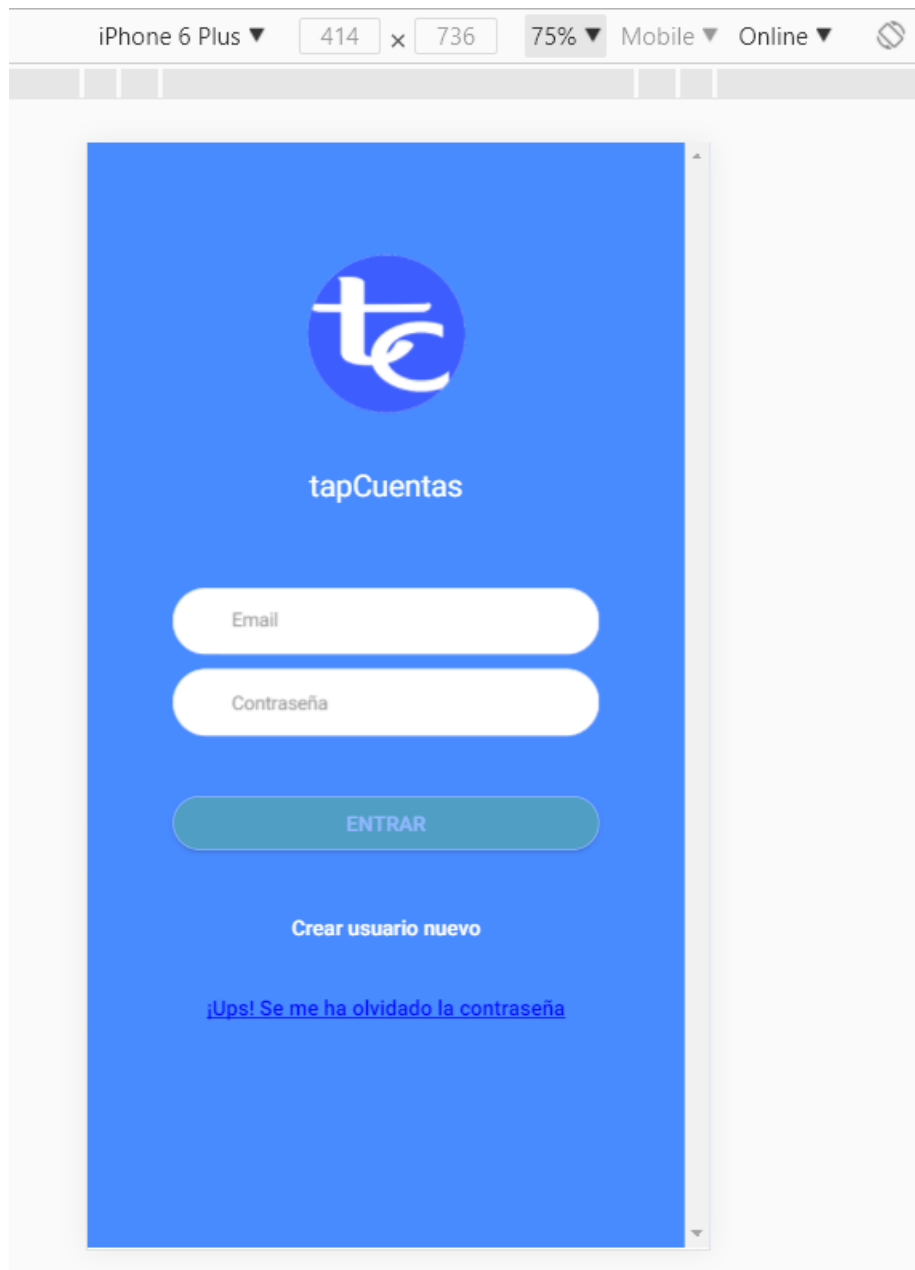 iPhone 6 Plus ▼ 414 × 736 75% ▼ Mobile ▼ Online ▼
tc
tapCuentas
Email
Contraseña
ENTRAR
Crear usuario nuevo
¡Ups! Se me ha olvidado la contraseña